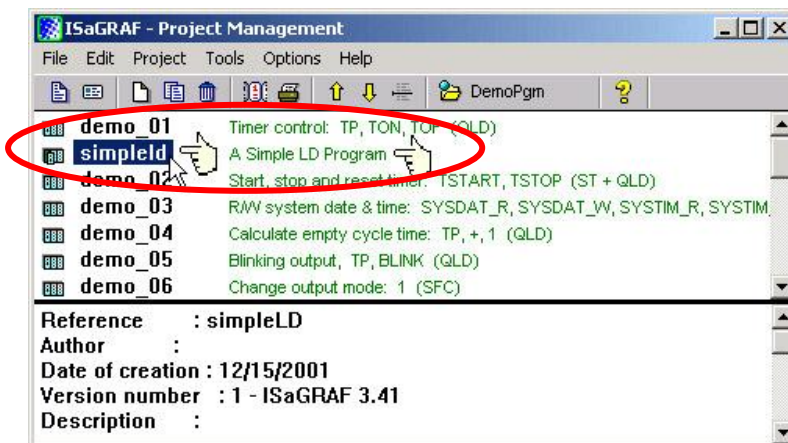 ISaGRAF - Project Management
File Edit Project Tools Options Help
DemoPgm
demo_01 Timer control: TP, TON, TOF (QLD)
simpleld A Simple LD Program
demo_02 Start, stop and reset timer: TSTART, TSTOP (ST + QLD)
demo_03 R/W system date & time: SYSDAT_R, SYSDAT_W, SYSTIM_R, SYSTIM_
demo_04 Calculate empty cycle time: TP, +, 1 (QLD)
demo_05 Blinking output, TP, BLINK (QLD)
demo_06 Change output mode: 1 (SFC)
Reference : simpleLD
Author :
Date of creation : 12/15/2001
Version number : 1 - ISaGRAF 3.41
Description :